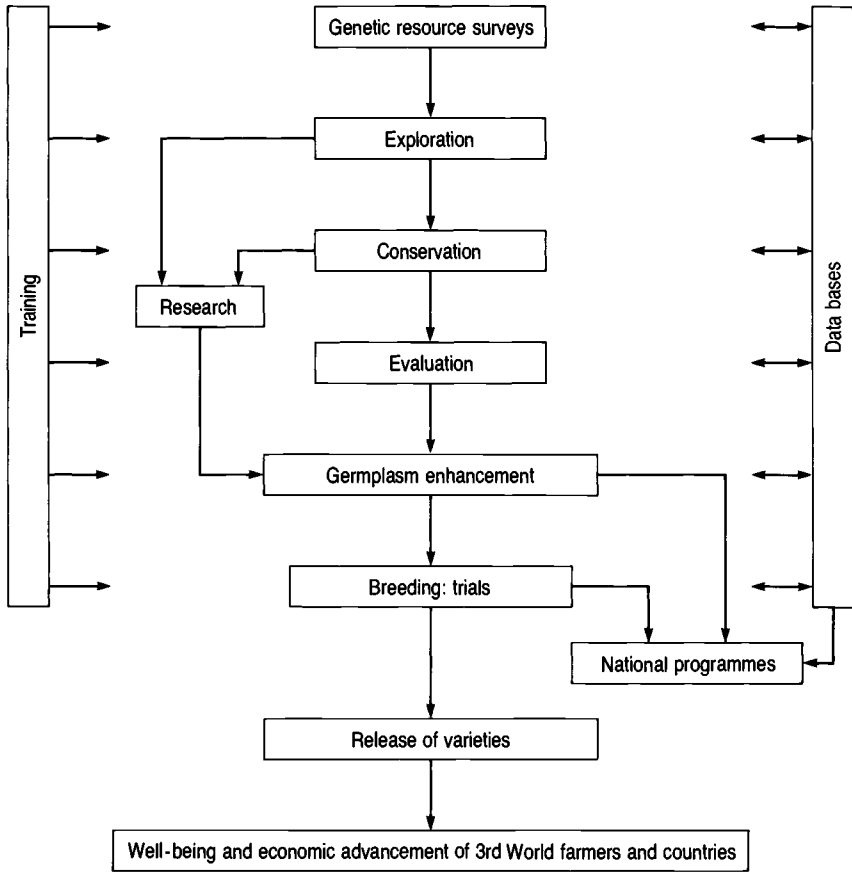 Genetic resource surveys
Exploration
Conservation
Research
Training
Data bases
Evaluation
Germplasm enhancement
Breeding: trials
National programmes
Release of varieties
Well-being and economic advancement of 3rd World farmers and countries